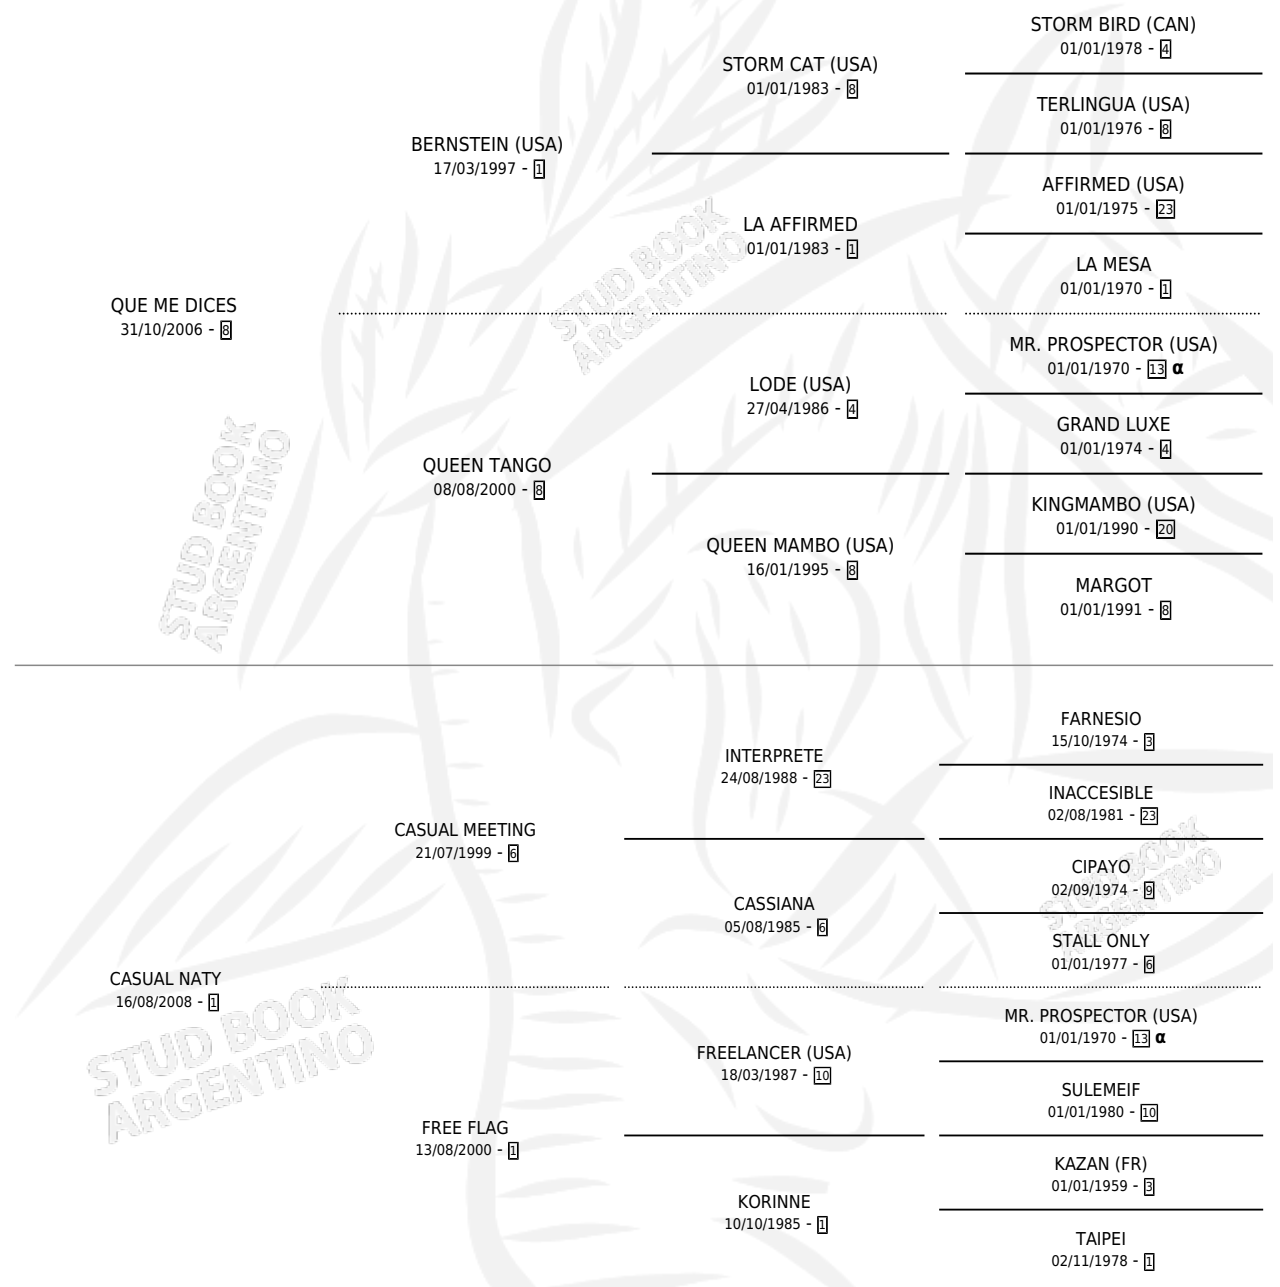 STORM BIRD (CAN)
01/01/1978 - 4
STORM CAT (USA)
01/01/1983 - 8
TERLINGUA (USA)
01/01/1976 - 8
BERNSTEIN (USA)
17/03/1997 - 1
AFFIRMED (USA)
01/01/1975 - 23
LA AFFIRMED
01/01/1983 - 1
LA MESA
01/01/1970 - 1
QUE ME DICES
31/10/2006 - 8
MR. PROSPECTOR (USA)
01/01/1970 - 13 α
LODE (USA)
27/04/1986 - 4
GRAND LUXE
01/01/1974 - 4
QUEEN TANGO
08/08/2000 - 8
KINGMAMBO (USA)
01/01/1990 - 20
QUEEN MAMBO (USA)
16/01/1995 - 8
MARGOT
01/01/1991 - 8
STUD BOOK
ARGENTINO
STUD BOOK
ARGENTINO
FARNESIO
15/10/1974 - 3
INTERPRETE
24/08/1988 - 23
INACCESIBLE
02/08/1981 - 23
CASUAL MEETING
21/07/1999 - 6
CIPAYO
02/09/1974 - 9
CASSIANA
05/08/1985 - 6
STALL ONLY
01/01/1977 - 6
CASUAL NATY
16/08/2008 - 1
MR. PROSPECTOR (USA)
01/01/1970 - 13 α
FREELANCER (USA)
18/03/1987 - 10
SULEMEIF
01/01/1980 - 10
FREE FLAG
13/08/2000 - 1
KAZAN (FR)
01/01/1959 - 3
KORINNE
10/10/1985 - 1
TAIPEI
02/11/1978 - 1
STUD BOOK
ARGENTINO
STUD BOOK
ARGENTINO